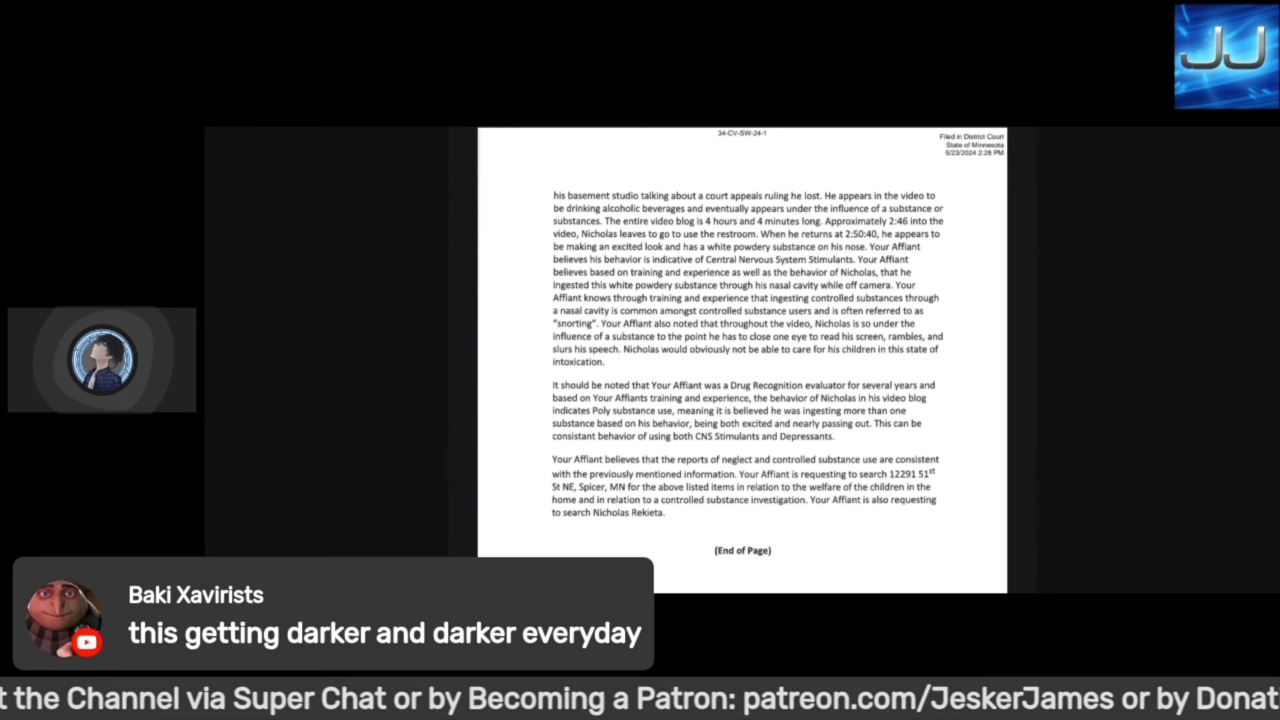 JJ
34-CV-SW-24-1
Filed in District Court
State of Minnesota
5/23/2024 2:28 PM
his basement studio talking about a court appeals ruling he lost. He appears in the video to
be drinking alcoholic beverages and eventually appears under the influence of a substance or
substances. The entire video blog is 4 hours and 4 minutes long. Approximately 2:46 into the
video, Nicholas leaves to go to use the restroom. When he returns at 2:50:40, he appears to
be making an excited look and has a white powdery substance on his nose. Your Affiant
believes his behavior is indicative of Central Nervous System Stimulants. Your Affiant
believes based on training and experience as well as the behavior of Nicholas, that he
ingested this white powdery substance through his nasal cavity while off camera. Your
Affiant knows through training and experience that ingesting controlled substances through
a nasal cavity is common amongst controlled substance users and is often referred to as
“snorting”. Your Affiant also noted that throughout the video, Nicholas is so under the
influence of a substance to the point he has to close one eye to read his screen, rambles, and
slurs his speech. Nicholas would obviously not be able to care for his children in this state of
intoxication.
It should be noted that Your Affiant was a Drug Recognition evaluator for several years and
based on Your Affiants training and experience, the behavior of Nicholas in his video blog
indicates Poly substance use, meaning it is believed he was ingesting more than one
substance based on his behavior, being both excited and nearly passing out. This can be
consistant behavior of using both CNS Stimulants and Depressants.
Your Affiant believes that the reports of neglect and controlled substance use are consistent
with the previously mentioned information. Your Affiant is requesting to search 12291 51st
St NE, Spicer, MN for the above listed items in relation to the welfare of the children in the
home and in relation to a controlled substance investigation. Your Affiant is also requesting
to search Nicholas Rekieta.
(End of Page)
Baki Xavirists
this getting darker and darker everyday
t the Channel via Super Chat or by Becoming a Patron: patreon.com/JeskerJames or by Donat